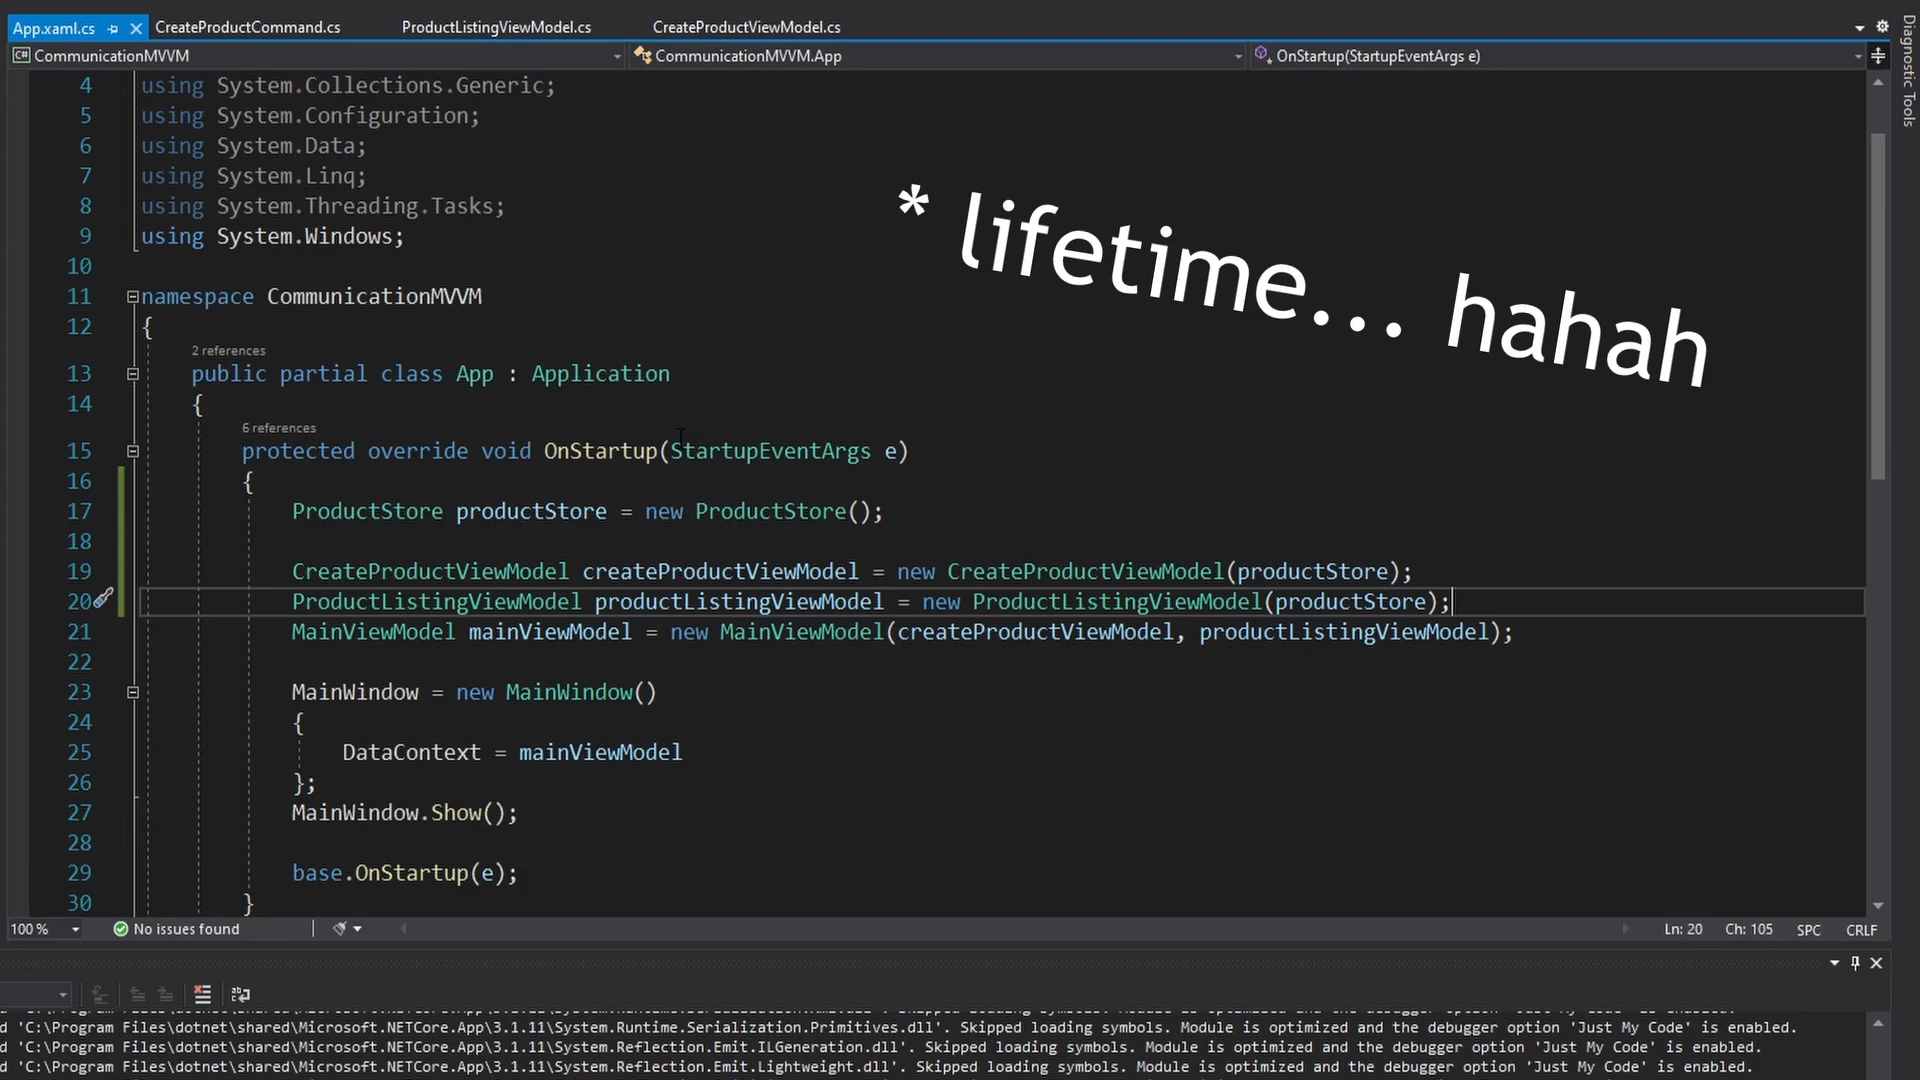 App.xaml.cs
CreateProductCommand.cs
ProductListingViewModel.cs
CreateProductViewModel.cs
Diagnostic Tools
C# CommunicationMVVM
CommunicationMVVM.App
OnStartup(StartupEventArgs e)
4 using System.Collections.Generic;
5 using System.Configuration;
6 using System.Data;
7 using System.Linq;
8 using System.Threading.Tasks;
9 using System.Windows;
* lifetime... hahah
10
11 namespace CommunicationMVVM
12 {
2 references
13 public partial class App : Application
14 {
6 references
15 protected override void OnStartup(StartupEventArgs e)
16 {
17 ProductStore productStore = new ProductStore();
18
19 CreateProductViewModel createProductViewModel = new CreateProductViewModel(productStore);
20 ProductListingViewModel productListingViewModel = new ProductListingViewModel(productStore);
21 MainViewModel mainViewModel = new MainViewModel(createProductViewModel, productListingViewModel);
22
23 MainWindow = new MainWindow()
24 {
25 DataContext = mainViewModel
26 };
27 MainWindow.Show();
28
29 base.OnStartup(e);
30 }
100 %
No issues found
Ln: 20
Ch: 105
SPC
CRLF
d 'C:\Program Files\dotnet\shared\Microsoft.NETCore.App\3.1.11\System.Runtime.Serialization.Primitives.dll'. Skipped loading symbols. Module is optimized and the debugger option 'Just My Code' is enabled.
d 'C:\Program Files\dotnet\shared\Microsoft.NETCore.App\3.1.11\System.Reflection.Emit.ILGeneration.dll'. Skipped loading symbols. Module is optimized and the debugger option 'Just My Code' is enabled.
d 'C:\Program Files\dotnet\shared\Microsoft.NETCore.App\3.1.11\System.Reflection.Emit.Lightweight.dll'. Skipped loading symbols. Module is optimized and the debugger option 'Just My Code' is enabled.